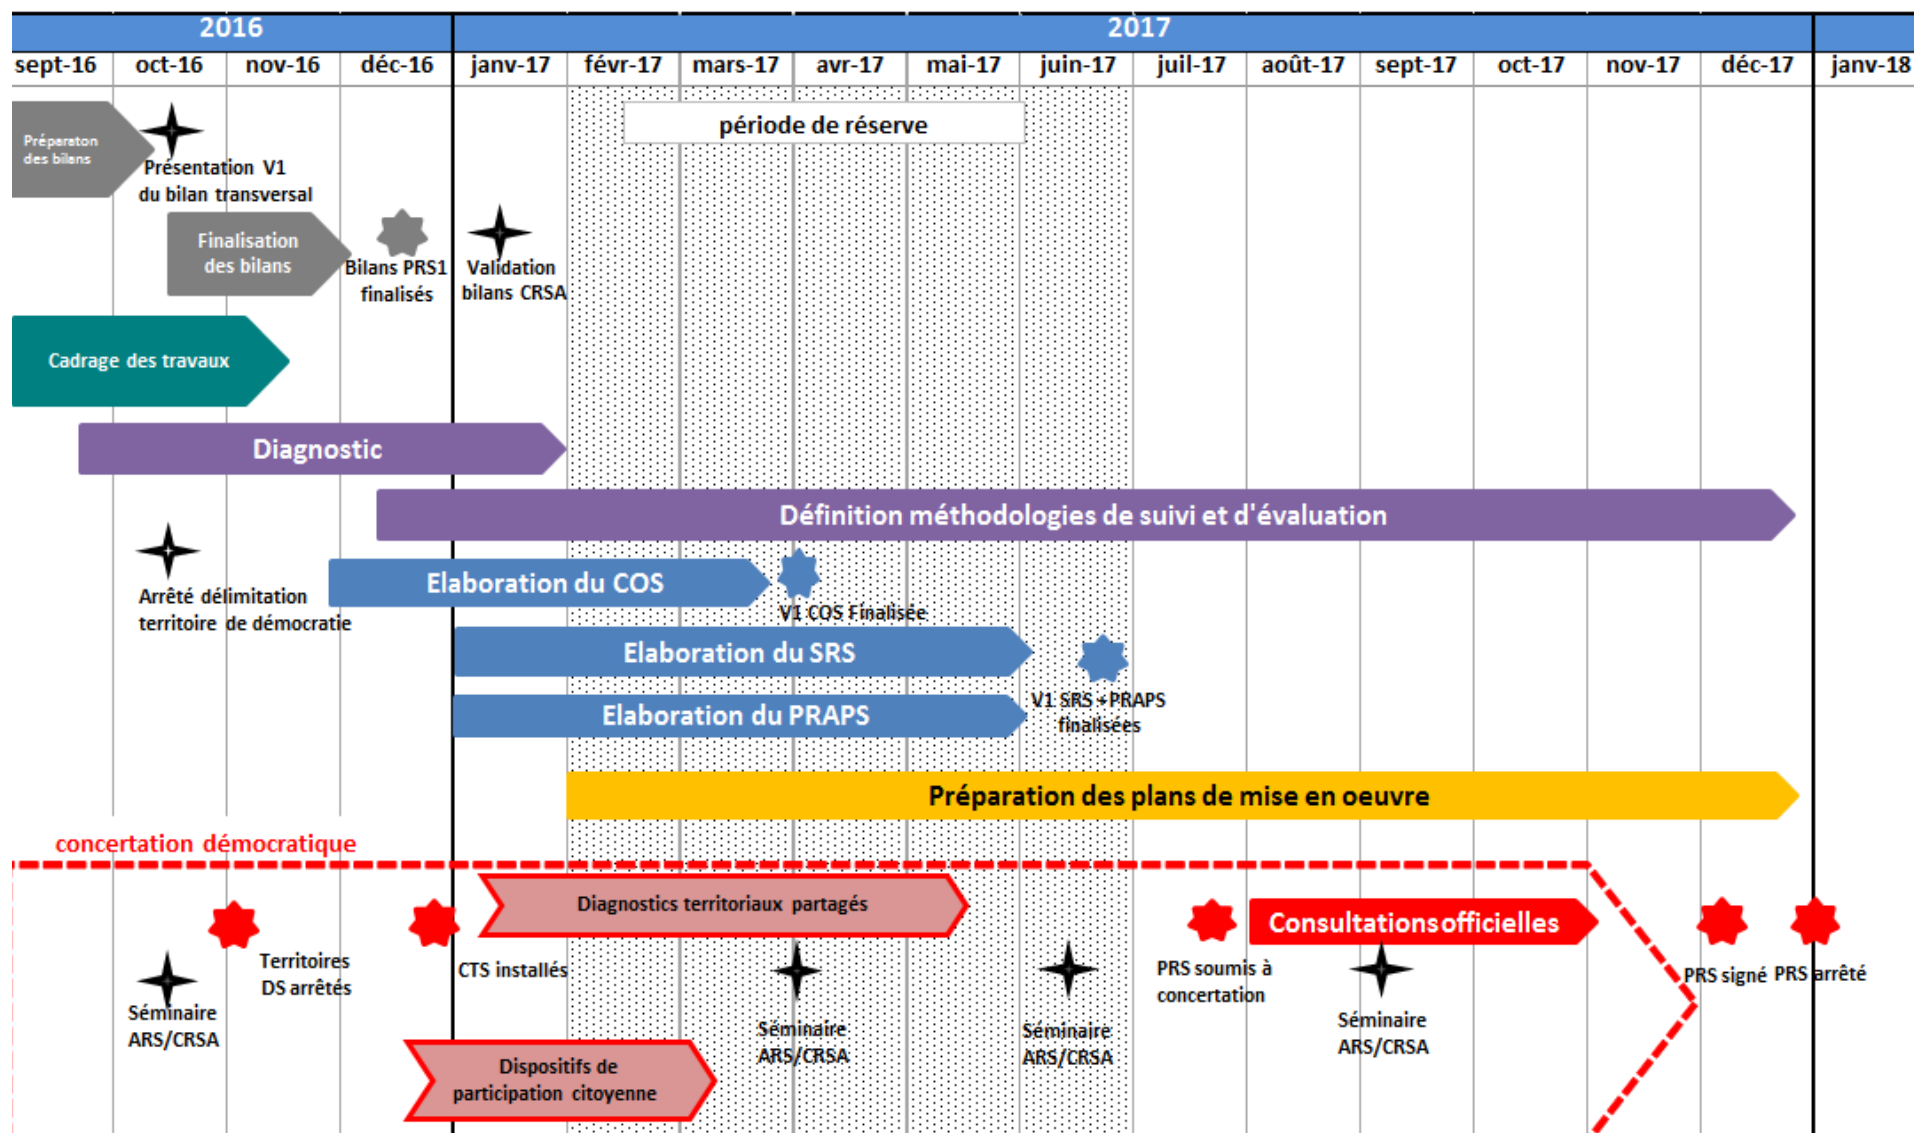 2016
2017
sept-16 oct-16 nov-16 déc-16 janv-17 févr-17 mars-17 avr-17 mai-17 juin-17 juil-17 août-17 sept-17 oct-17 nov-17 déc-17 janv-18
période de réserve
Préparaton
des bilans
Présentation V1
du bilan transversal
Finalisation
des bilans
Bilans PRS1
finalisés
Validation
bilans CRSA
Cadrage des travaux
Diagnostic
Définition méthodologies de suivi et d'évaluation
Arrêté délimitation
territoire de démocratie
Elaboration du COS
V1 COS Finalisée
Elaboration du SRS
Elaboration du PRAPS
V1 SRS +PRAPS
finalisées
Préparation des plans de mise en oeuvre
concertation démocratique
Diagnostics territoriaux partagés
Consultations officielles
Territoires
DS arrêtés
CTS installés
PRS soumis à
concertation
PRS signé
PRS arrêté
Séminaire
ARS/CRSA
Séminaire
ARS/CRSA
Séminaire
ARS/CRSA
Séminaire
ARS/CRSA
Dispositifs de
participation citoyenne